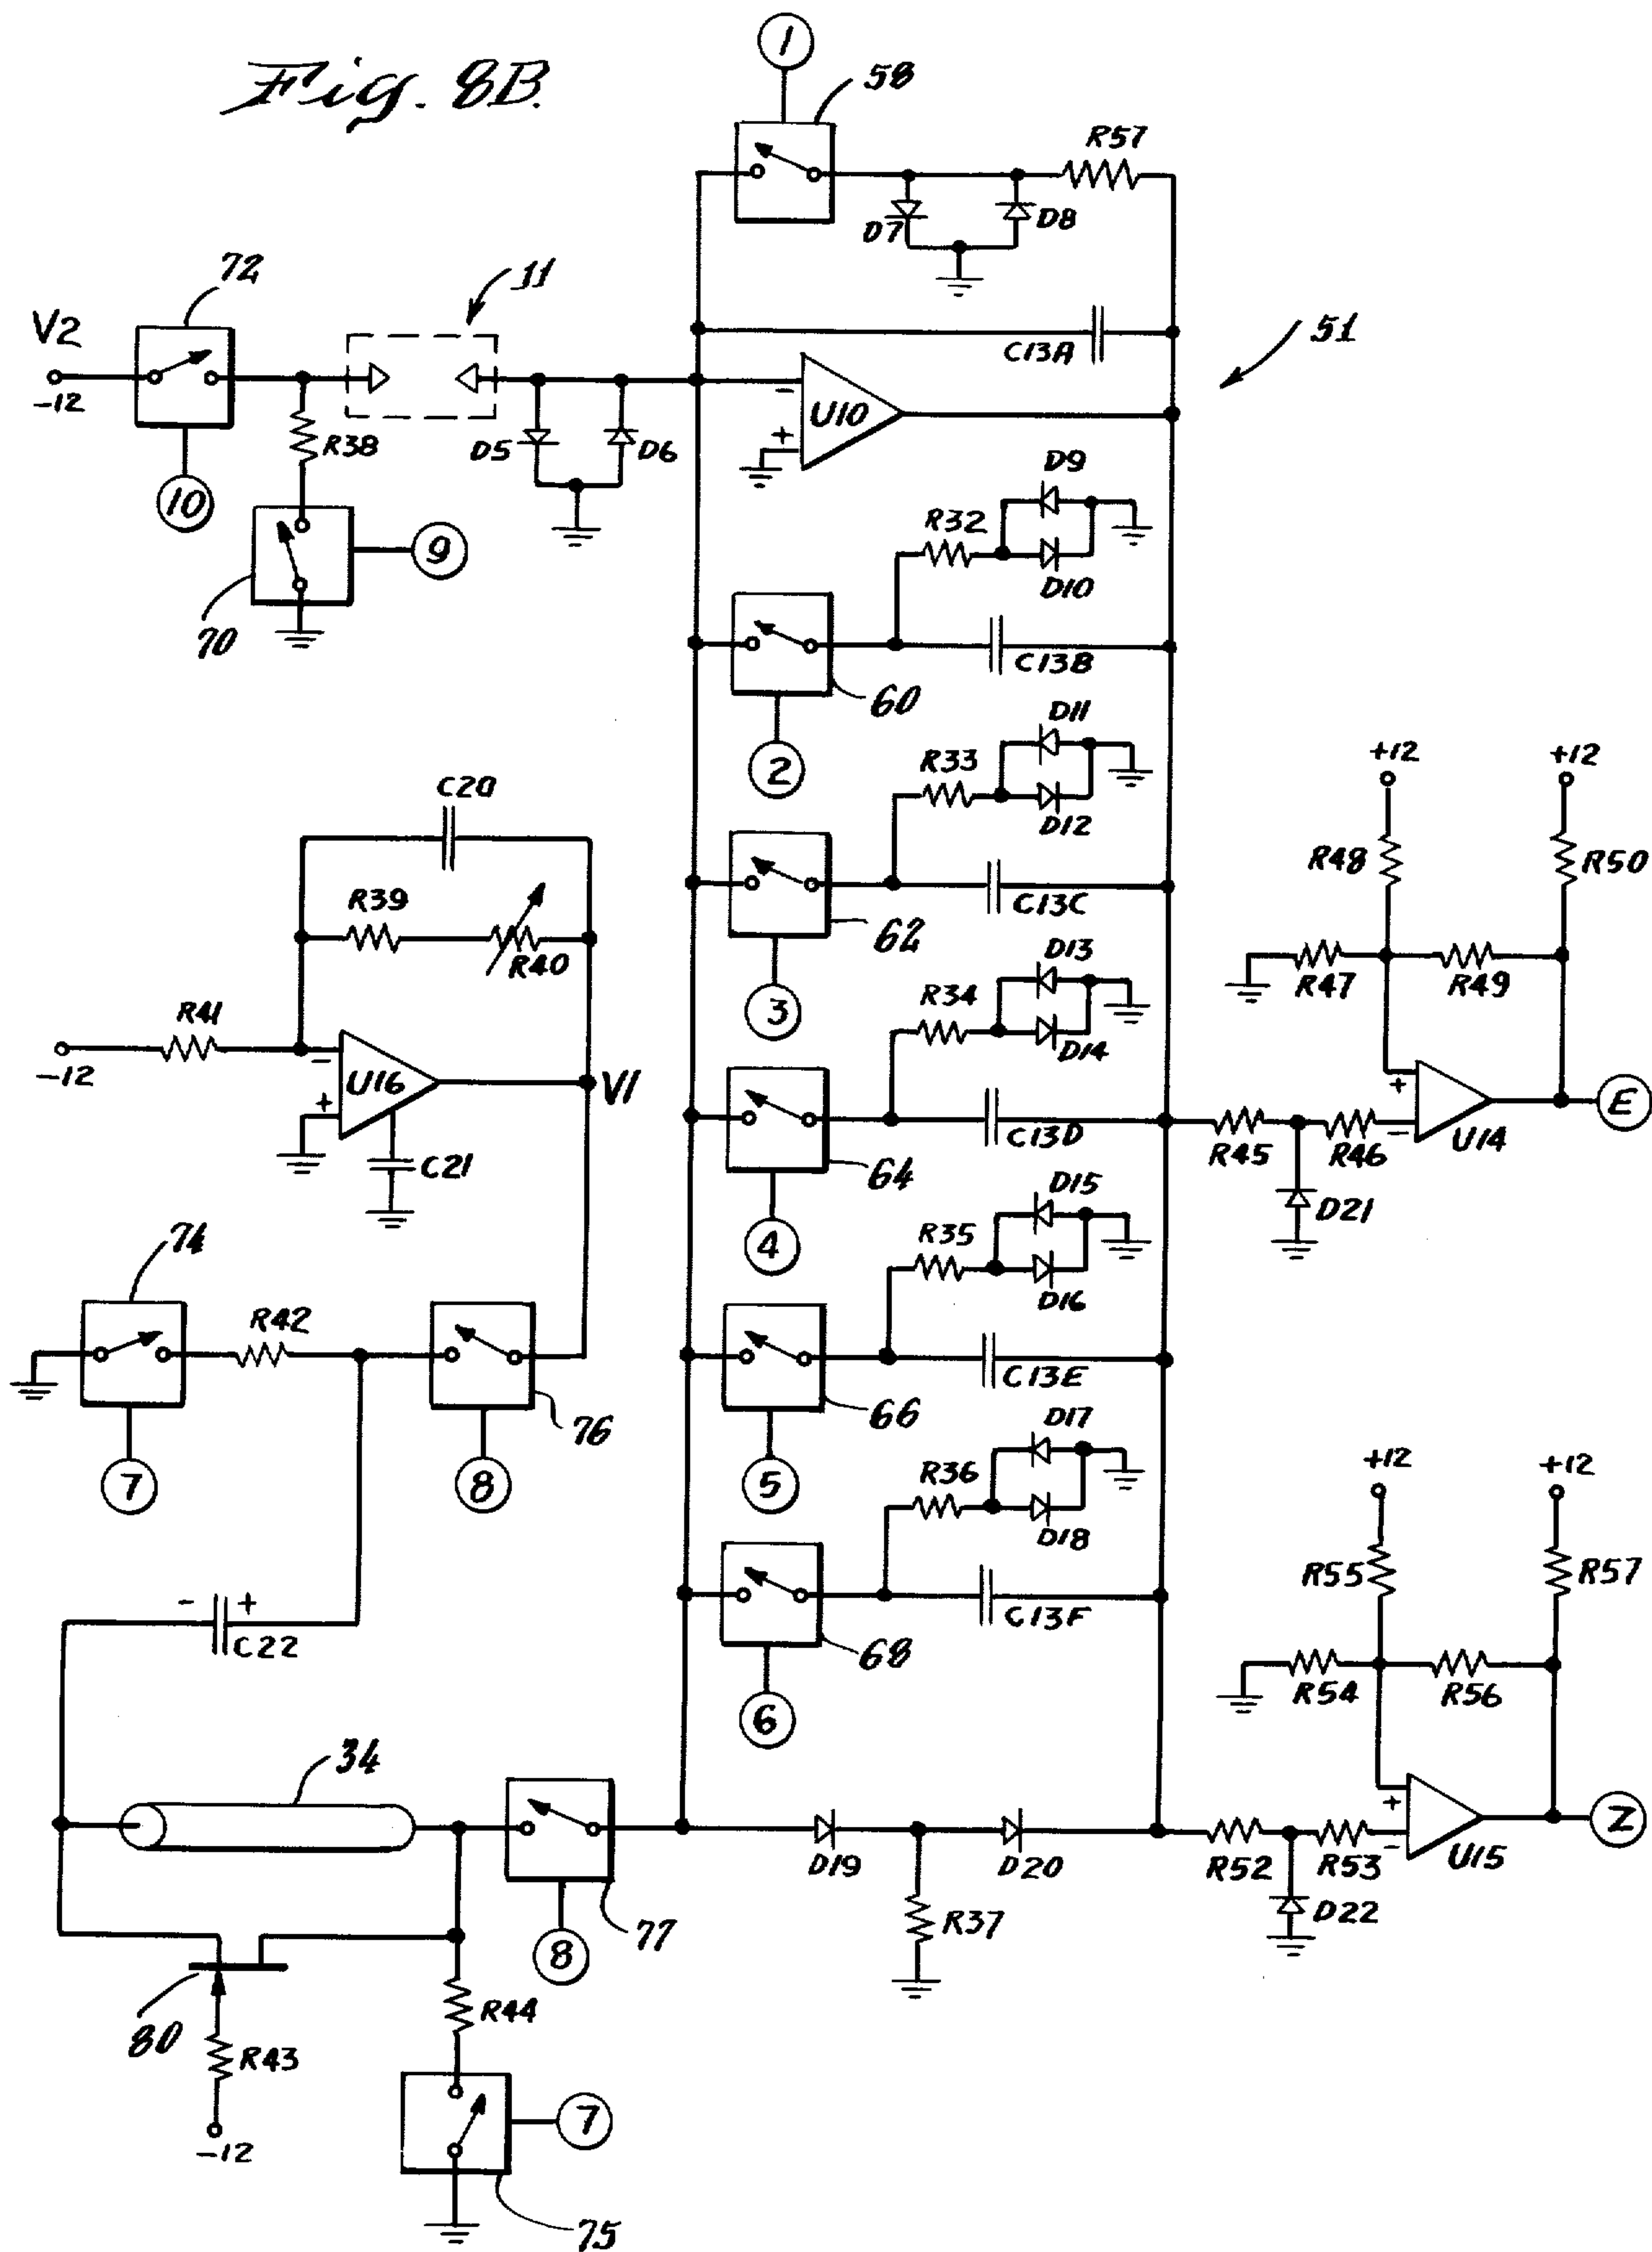 Fig. 8B.
1
58
R57
D7
D8
72
11
V2
-12
C13A
51
-
U10
+
R38
D5
D6
10
9
70
D9
R32
D10
C13B
60
2
D11
R33
D12
C13C
62
3
C20
R39
R40
R41
-12
-
U16
+
V1
C21
+12
+12
R48
R50
R47
R49
+
-
U14
E
D13
R34
D14
C13D
64
4
R45
R46
D21
74
R42
76
7
8
D15
R35
D16
C13E
66
5
D17
R36
D18
C13F
68
6
- +
C22
+12
+12
R55
R57
R54
R56
+
-
U15
Z
34
D19
D20
R52
R53
D22
R37
77
8
80
R43
-12
R44
7
75